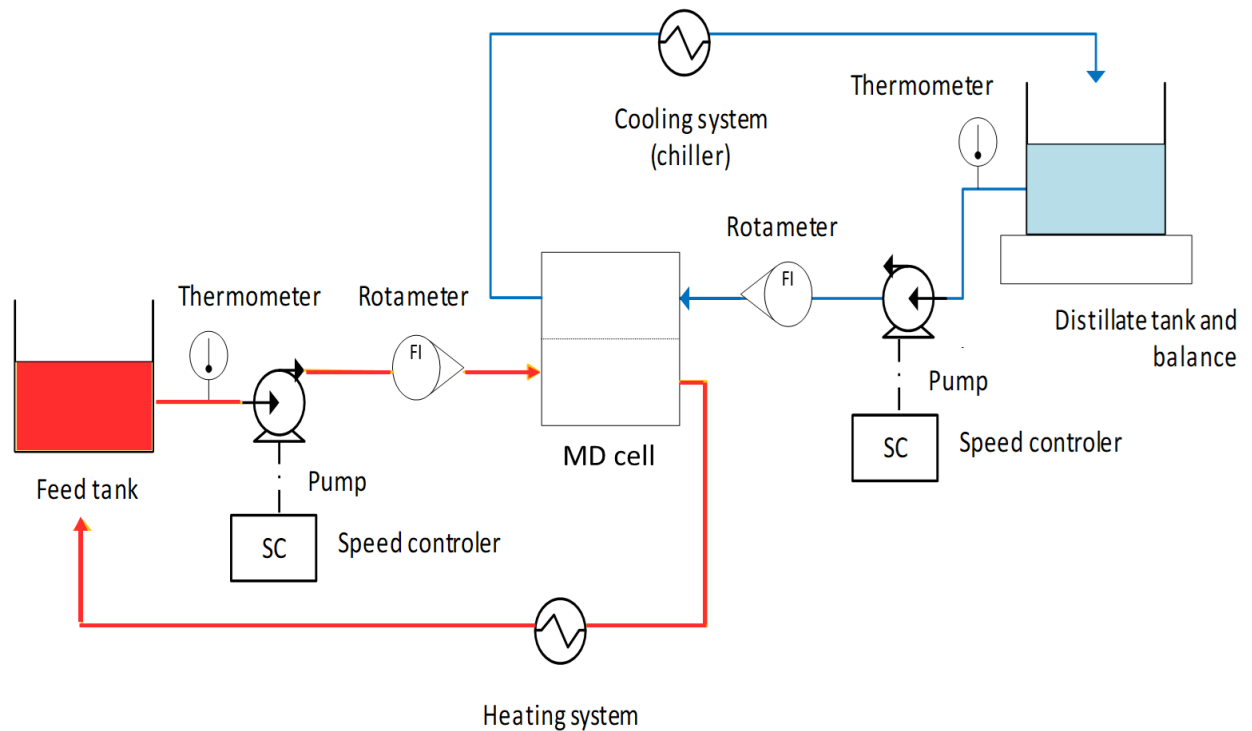 Thermometer
Cooling system
(chiller)
Rotameter
FI
Thermometer
Rotameter
FI
Distillate tank and
balance
Pump
SC
Speed controler
MD cell
Feed tank
Pump
SC
Speed controler
Heating system